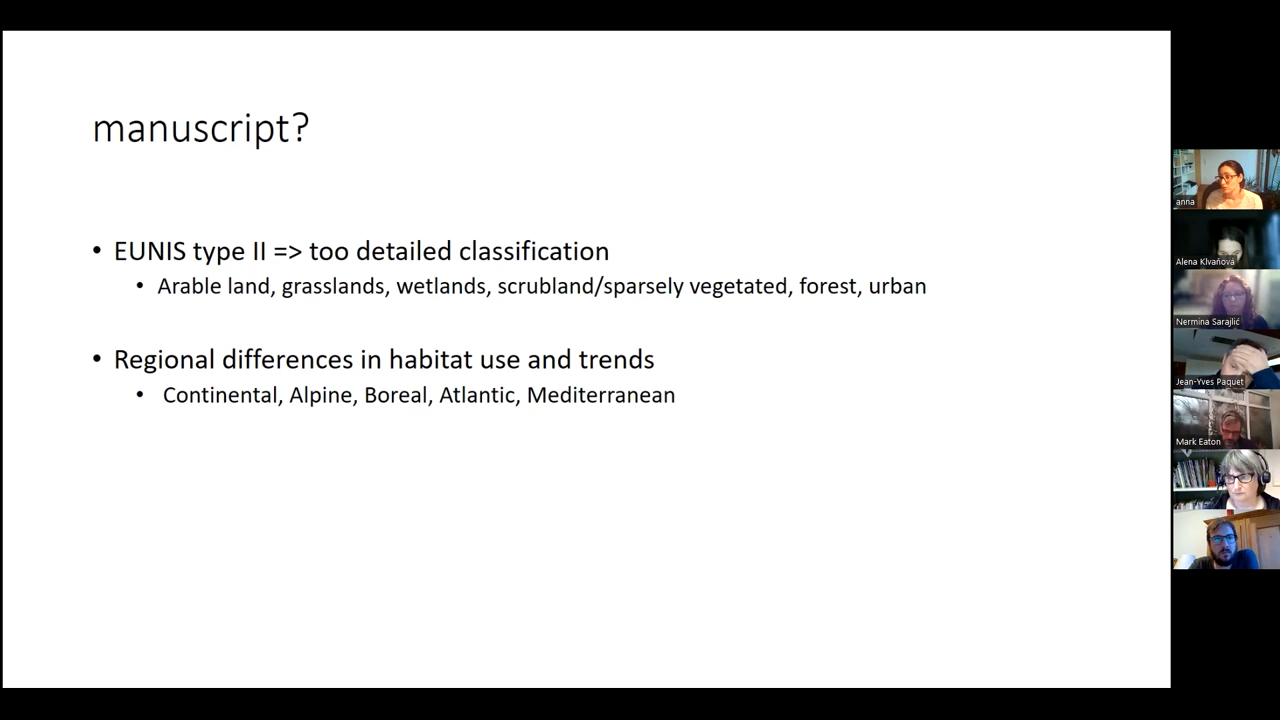 manuscript?
• EUNIS type II => too detailed classification
• Arable land, grasslands, wetlands, scrubland/sparsely vegetated, forest, urban
• Regional differences in habitat use and trends
• Continental, Alpine, Boreal, Atlantic, Mediterranean
anna
Alena Klvaňová
Nermina Sarajlić
Jean-Yves Paquet
Mark Eaton